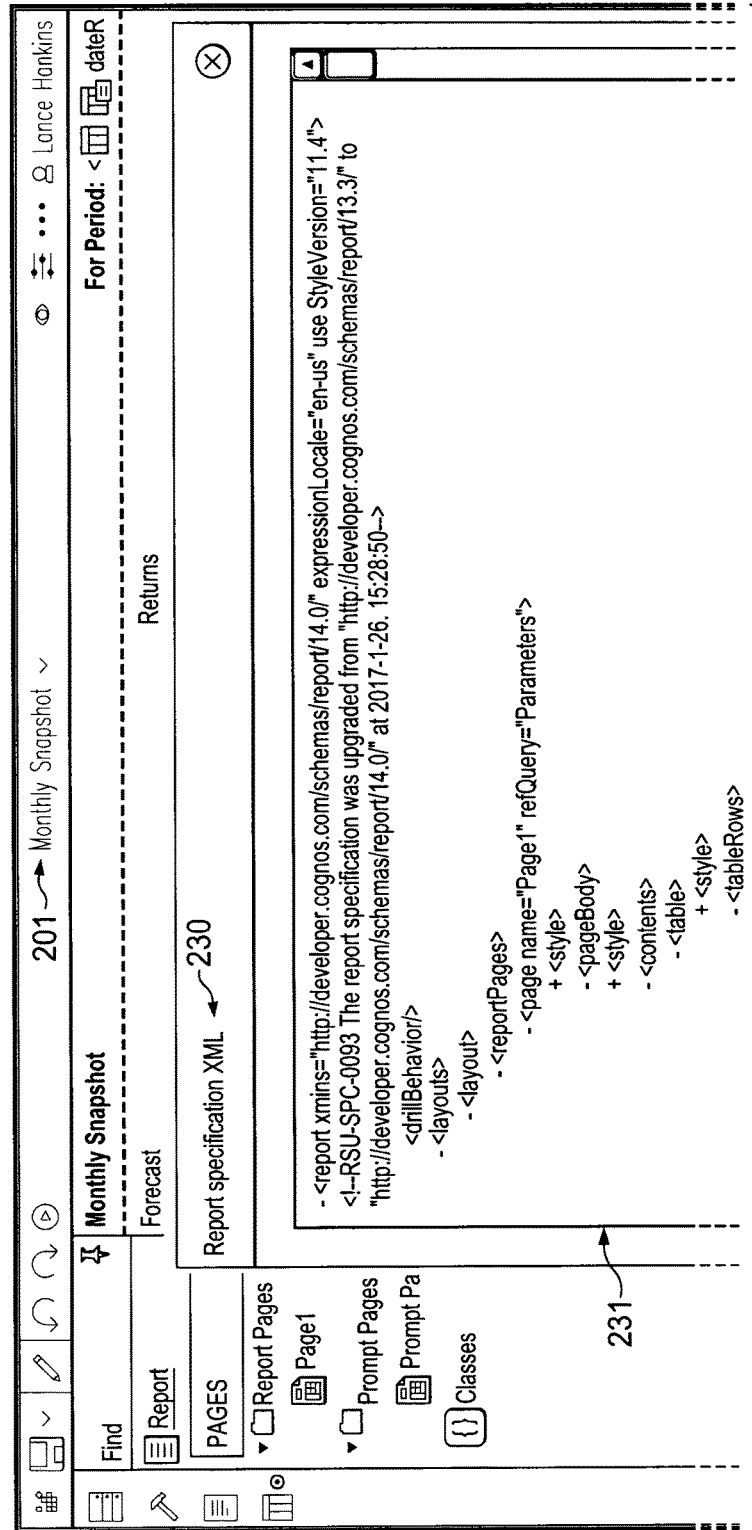 201 Monthly Snapshot
Lance Hankins
Find
Monthly Snapshot
For Period: < dateR
Report
Forecast
Returns
PAGES
Report Pages
Page1
Prompt Pages
Prompt Pa
{} Classes
Report specification XML 230
- <report xmins="http://developer.cognos.com/schemas/report/14.0/" expressionLocale="en-us" use StyleVersion="11.4">
<!--RSU-SPC-0093 The report specification was upgraded from "http://developer.cognos.com/schemas/report/13.3/" to
"http://developer.cognos.com/schemas/report/14.0/" at 2017-1-26. 15:28:50-->
<drillBehavior/>
- <layouts>
- <layout>
- <reportPages>
- <page name="Page1" refQuery="Parameters">
+ <style>
- <pageBody>
+ <style>
- <contents>
- <table>
+ <style>
- <tableRows>
231